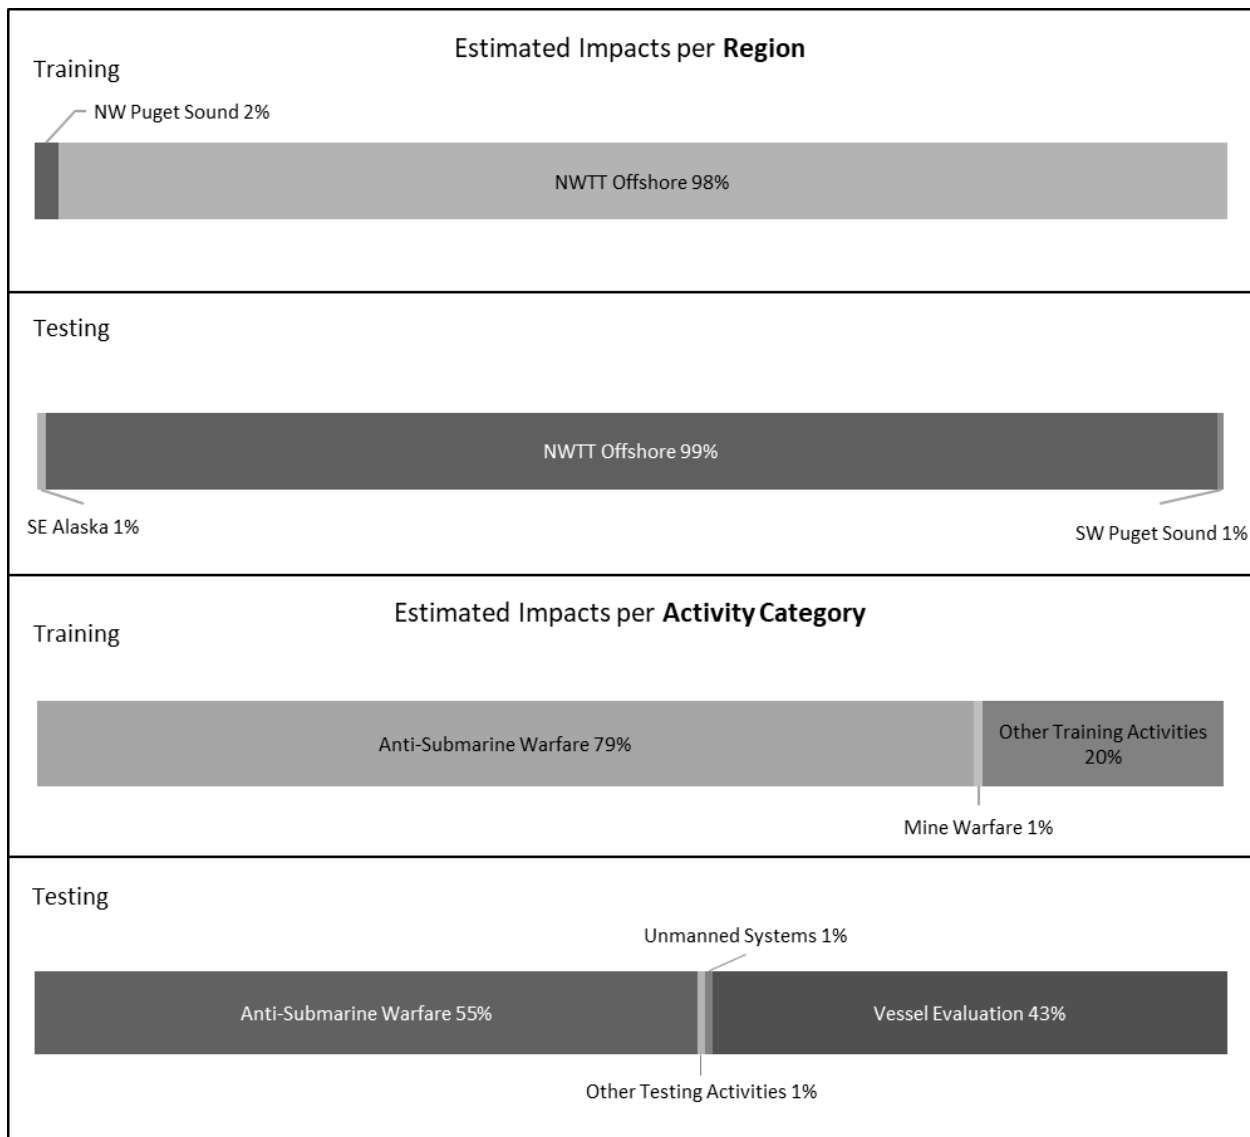 Estimated Impacts per Region
Training
NW Puget Sound 2%
NWTT Offshore 98%
Testing
NWTT Offshore 99%
SE Alaska 1%
SW Puget Sound 1%
Estimated Impacts per Activity Category
Training
Anti-Submarine Warfare 79%
Other Training Activities
20%
Mine Warfare 1%
Testing
Unmanned Systems 1%
Anti-Submarine Warfare 55%
Vessel Evaluation 43%
Other Testing Activities 1%